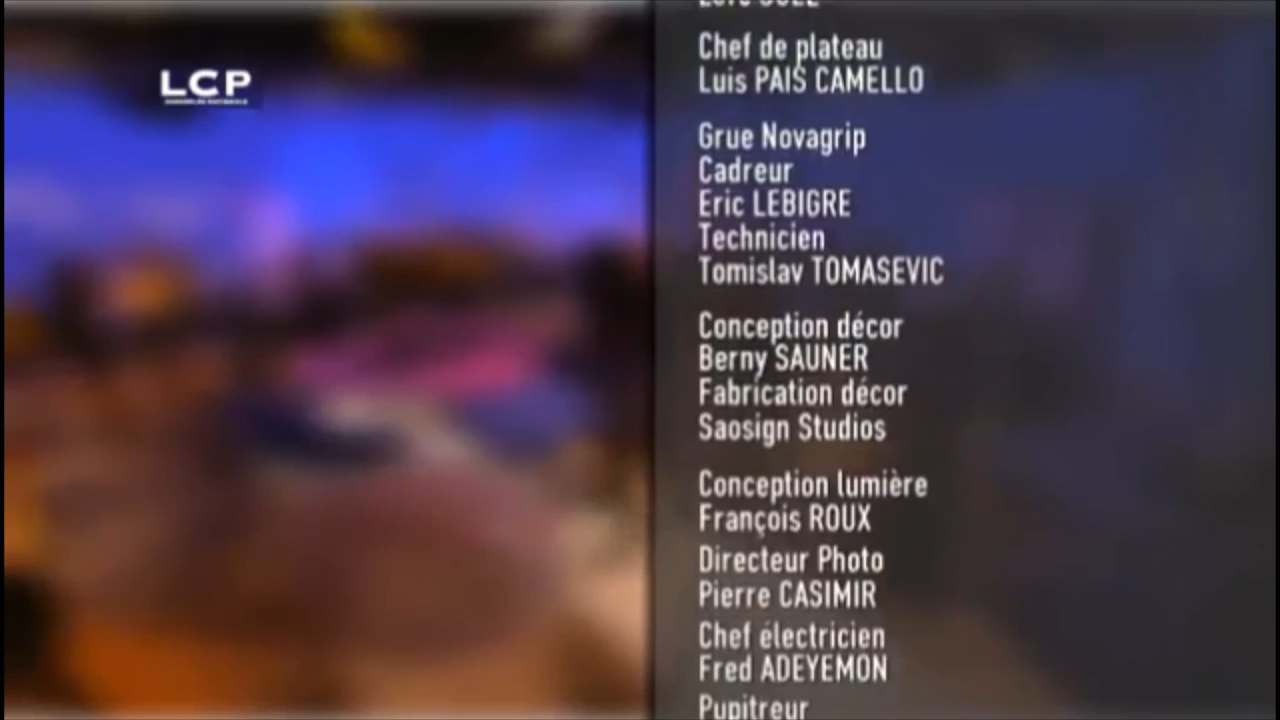 LCP
Chef de plateau
Luis PAIS CAMELLO
Grue Novagrip
Cadreur
Eric LEBIGRE
Technicien
Tomislav TOMASEVIC
Conception décor
Berny SAUNER
Fabrication décor
Saosign Studios
Conception lumière
François ROUX
Directeur Photo
Pierre CASIMIR
Chef électricien
Fred ADEYEMON
Pupitreur